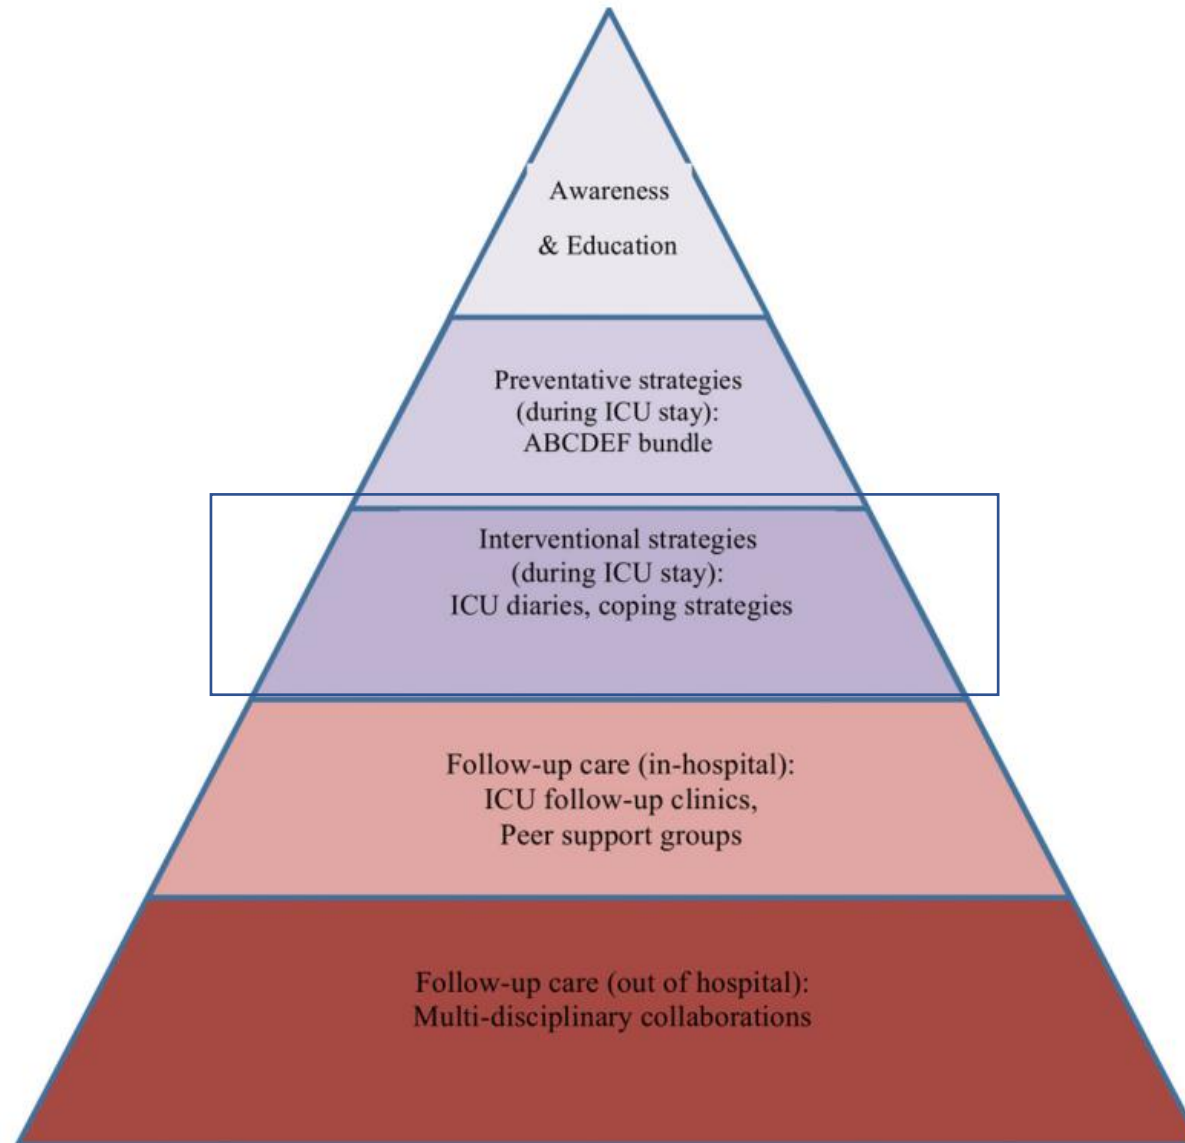 Awareness
& Education
Preventative strategies
(during ICU stay):
ABCDEF bundle
Interventional strategies
(during ICU stay):
ICU diaries, coping strategies
Follow-up care (in-hospital):
ICU follow-up clinics,
Peer support groups
Follow-up care (out of hospital):
Multi-disciplinary collaborations